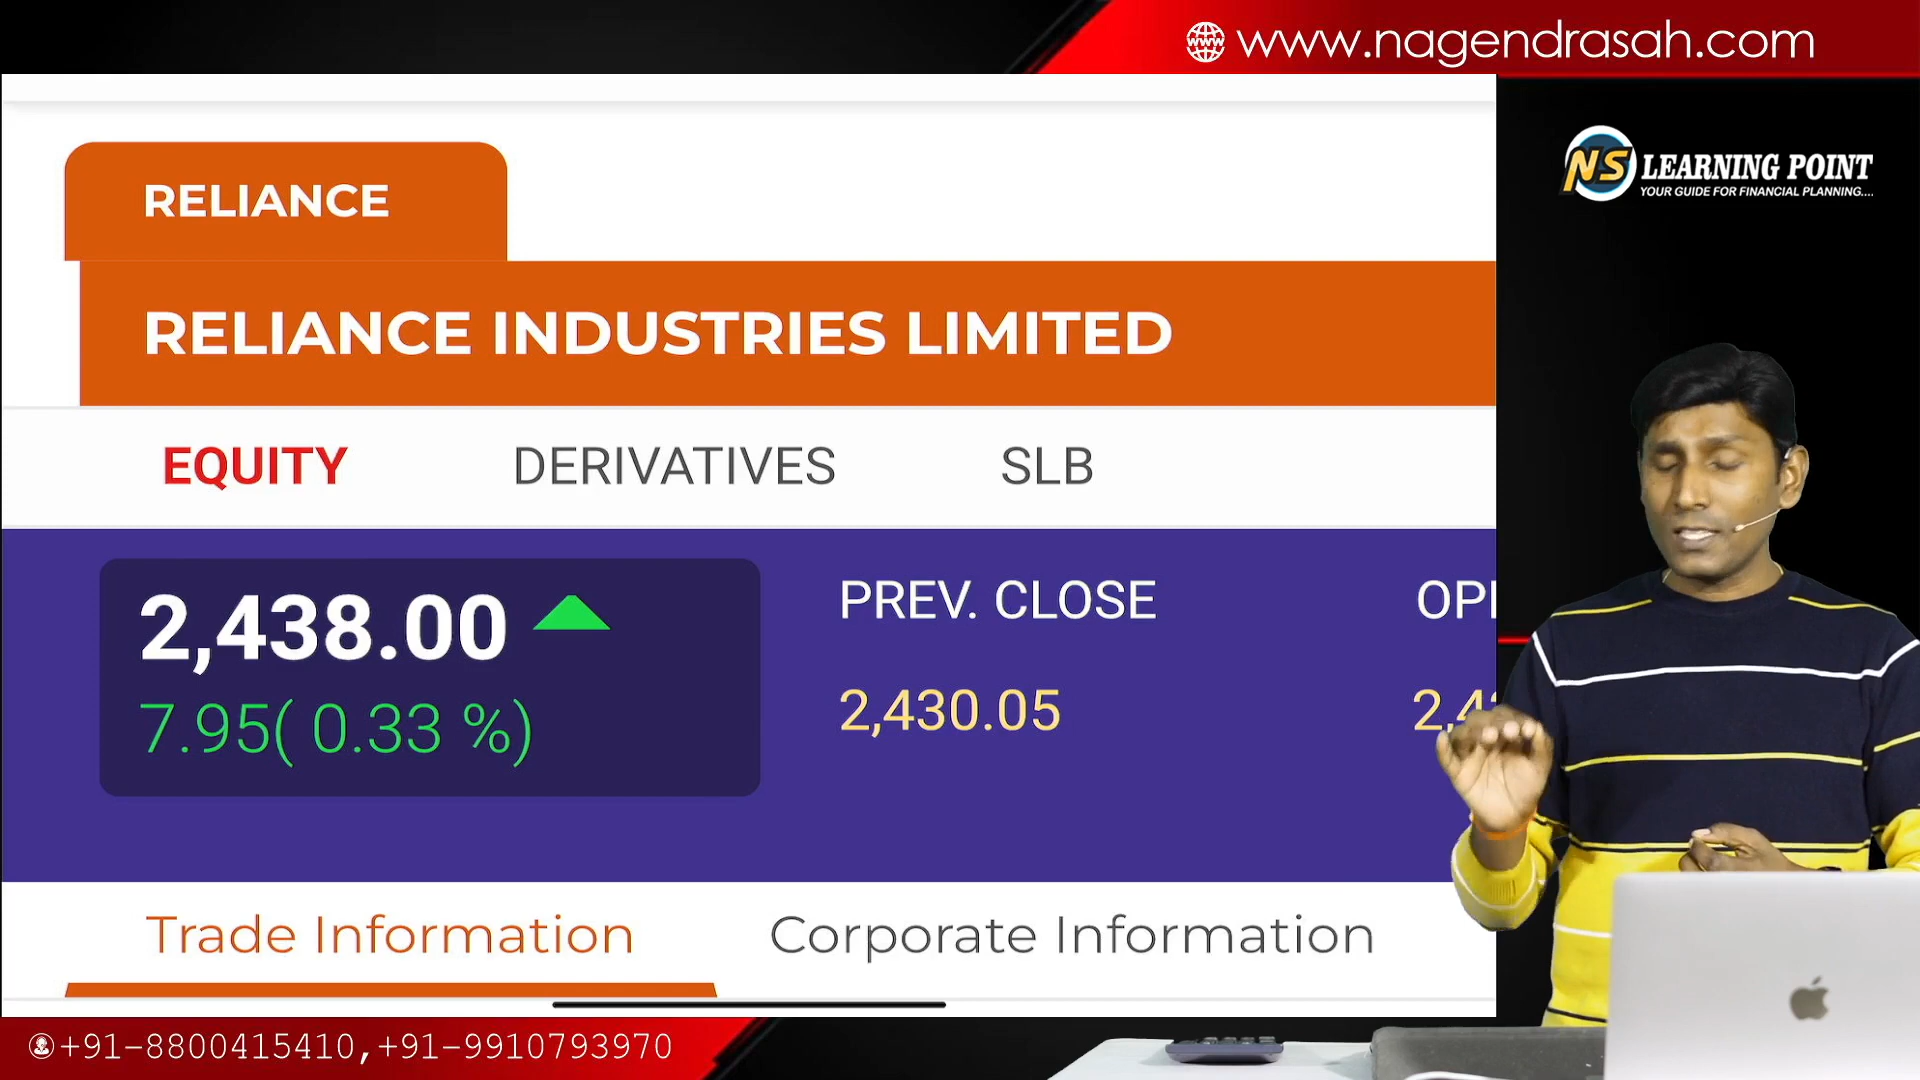 www.nagendrasah.com
NS LEARNING POINT
YOUR GUIDE FOR FINANCIAL PLANNING....
RELIANCE
RELIANCE INDUSTRIES LIMITED
EQUITY DERIVATIVES SLB
2,438.00
7.95( 0.33 %)
PREV. CLOSE
2,430.05
Trade Information Corporate Information
+91-8800415410,+91-9910793970